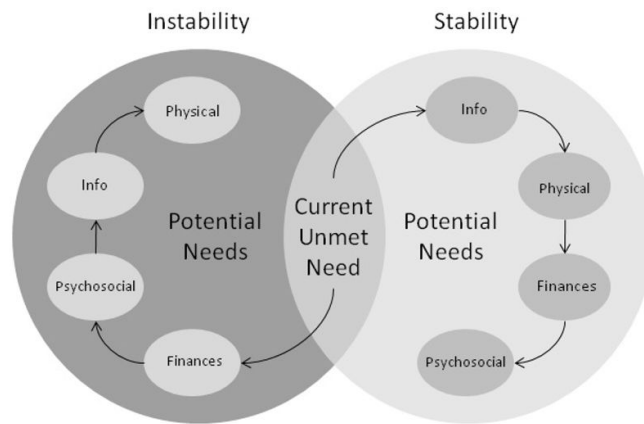 Instability
Stability
Physical
Info
Psychosocial
Finances
Potential
Needs
Current
Unmet
Need
Potential
Needs
Info
Physical
Finances
Psychosocial